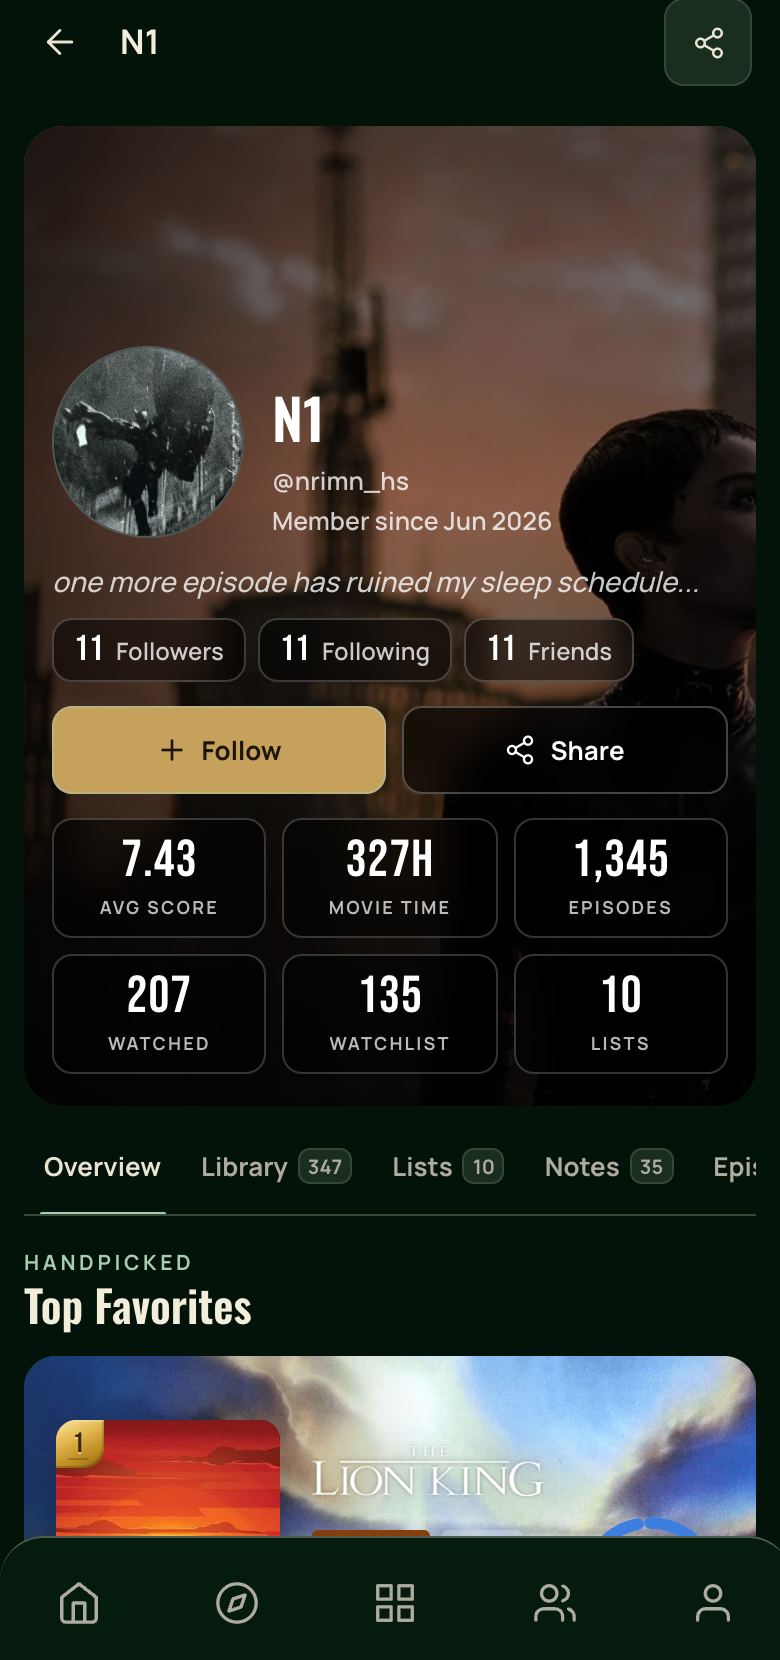 N1
N1
@nrimn_hs
Member since Jun 2026
one more episode has ruined my sleep schedule...
11 Followers 11 Following 11 Friends
+ Follow Share
7.43 327H 1,345
AVG SCORE MOVIE TIME EPISODES
207 135 10
WATCHED WATCHLIST LISTS
Overview Library 347 Lists 10 Notes 35 Epis
HANDPICKED
Top Favorites
1
THE
LION KING